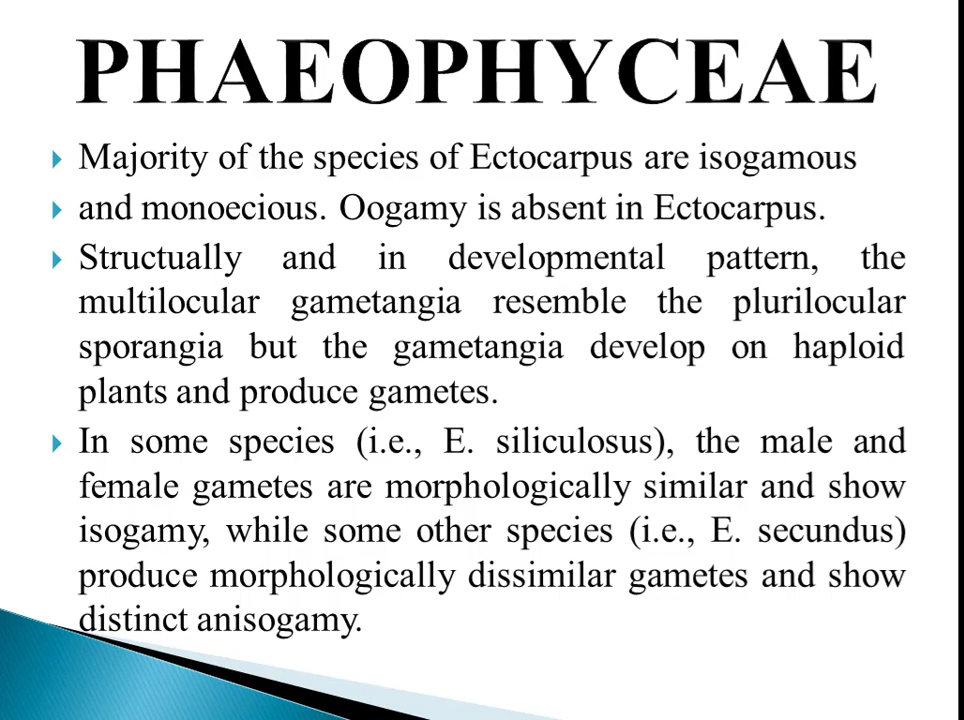 PHAEOPHYCEAE
Majority of the species of Ectocarpus are isogamous
and monoecious. Oogamy is absent in Ectocarpus.
Structually and in developmental pattern, the
multilocular gametangia resemble the plurilocular
sporangia but the gametangia develop on haploid
plants and produce gametes.
In some species (i.e., E. siliculosus), the male and
female gametes are morphologically similar and show
isogamy, while some other species (i.e., E. secundus)
produce morphologically dissimilar gametes and show
distinct anisogamy.